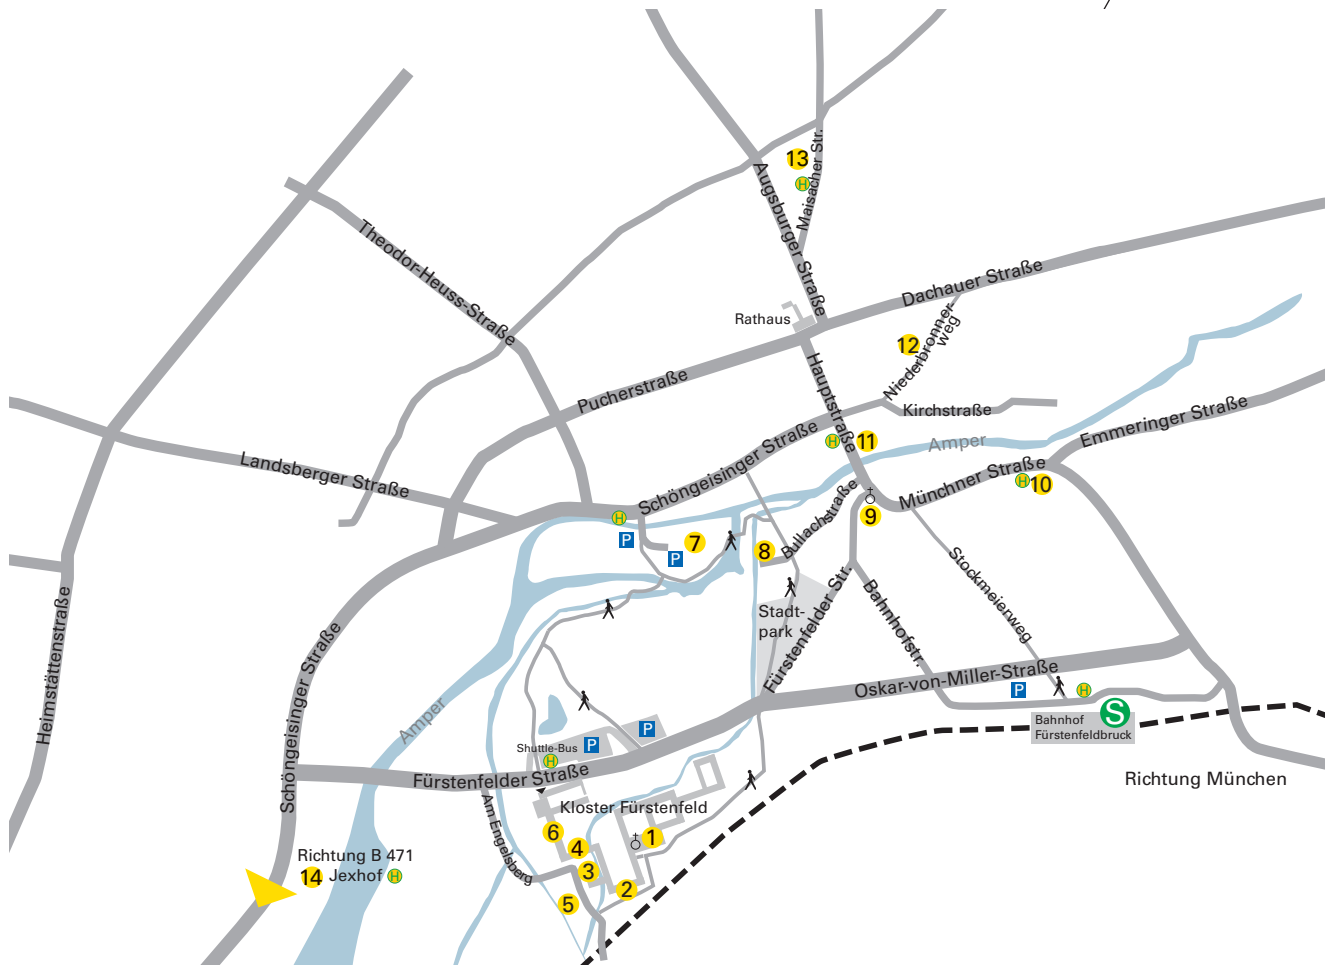 13
H
Maisacher Str.
Augsburger Straße
Theodor-Heuss-Straße
Dachauer Straße
Rathaus
Niederbronner-
weg
12
Hauptstraße
Pucherstraße
Kirchstraße
Emmeringer Straße
Schöngeisinger Straße
H
11
Amper
Landsberger Straße
Münchner Straße
H
10
Bullachstraße
9
H
P
P
7
8
Stockmeierweg
Fürstenfelder Str.
Bahnhofstr.
Stadt-
park
Heimstättenstraße
Schöngeisinger Straße
Oskar-von-Miller-Straße
P
H
S
Bahnhof
Fürstenfeldbruck
Amper
P
P
Shuttle-Bus
H
Fürstenfelder Straße
Richtung München
Am Engelsberg
Kloster Fürstenfeld
6
4
1
3
2
5
Richtung B 471
14 Jexhof H